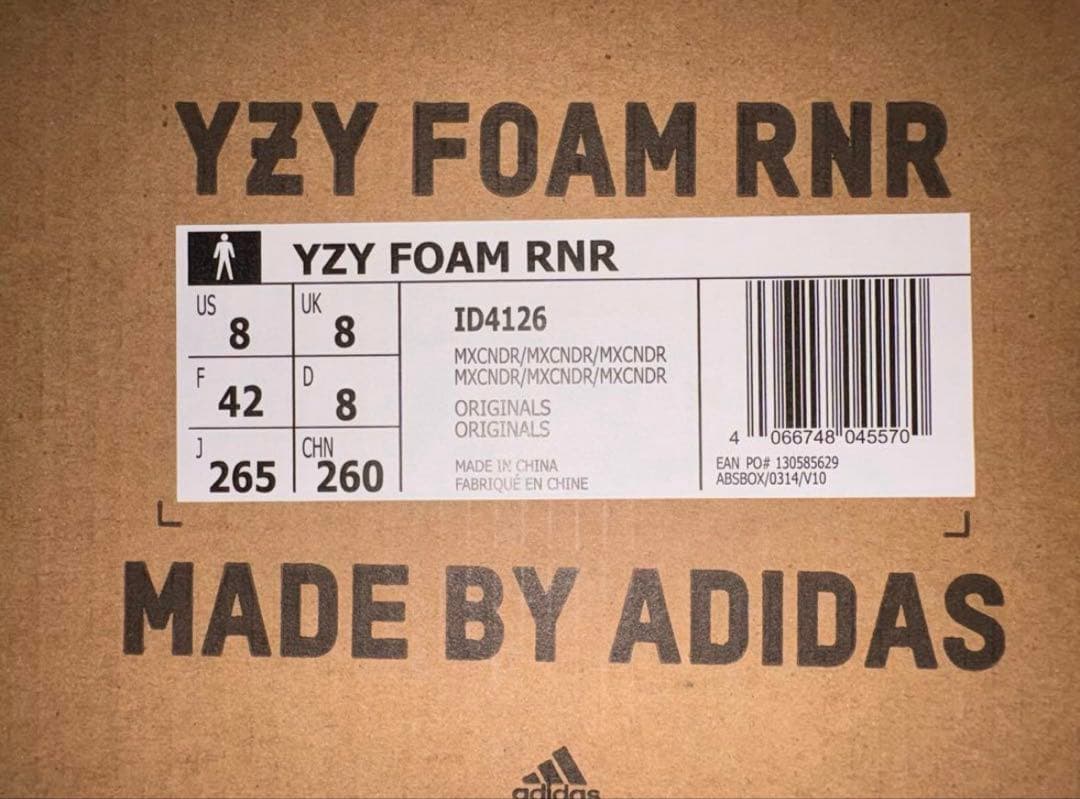 YZY FOAM RNR
YZY FOAM RNR
US 8 UK 8
F 42 D 8
J 265 CHN 260
ID4126
MXCNDR/MXCNDR/MXCNDR
MXCNDR/MXCNDR/MXCNDR
ORIGINALS
ORIGINALS
MADE IN CHINA
FABRIQUÉ EN CHINE
4 066748 045570
EAN PO# 130585629
ABSBOX/0314/V10
MADE BY ADIDAS
adidas